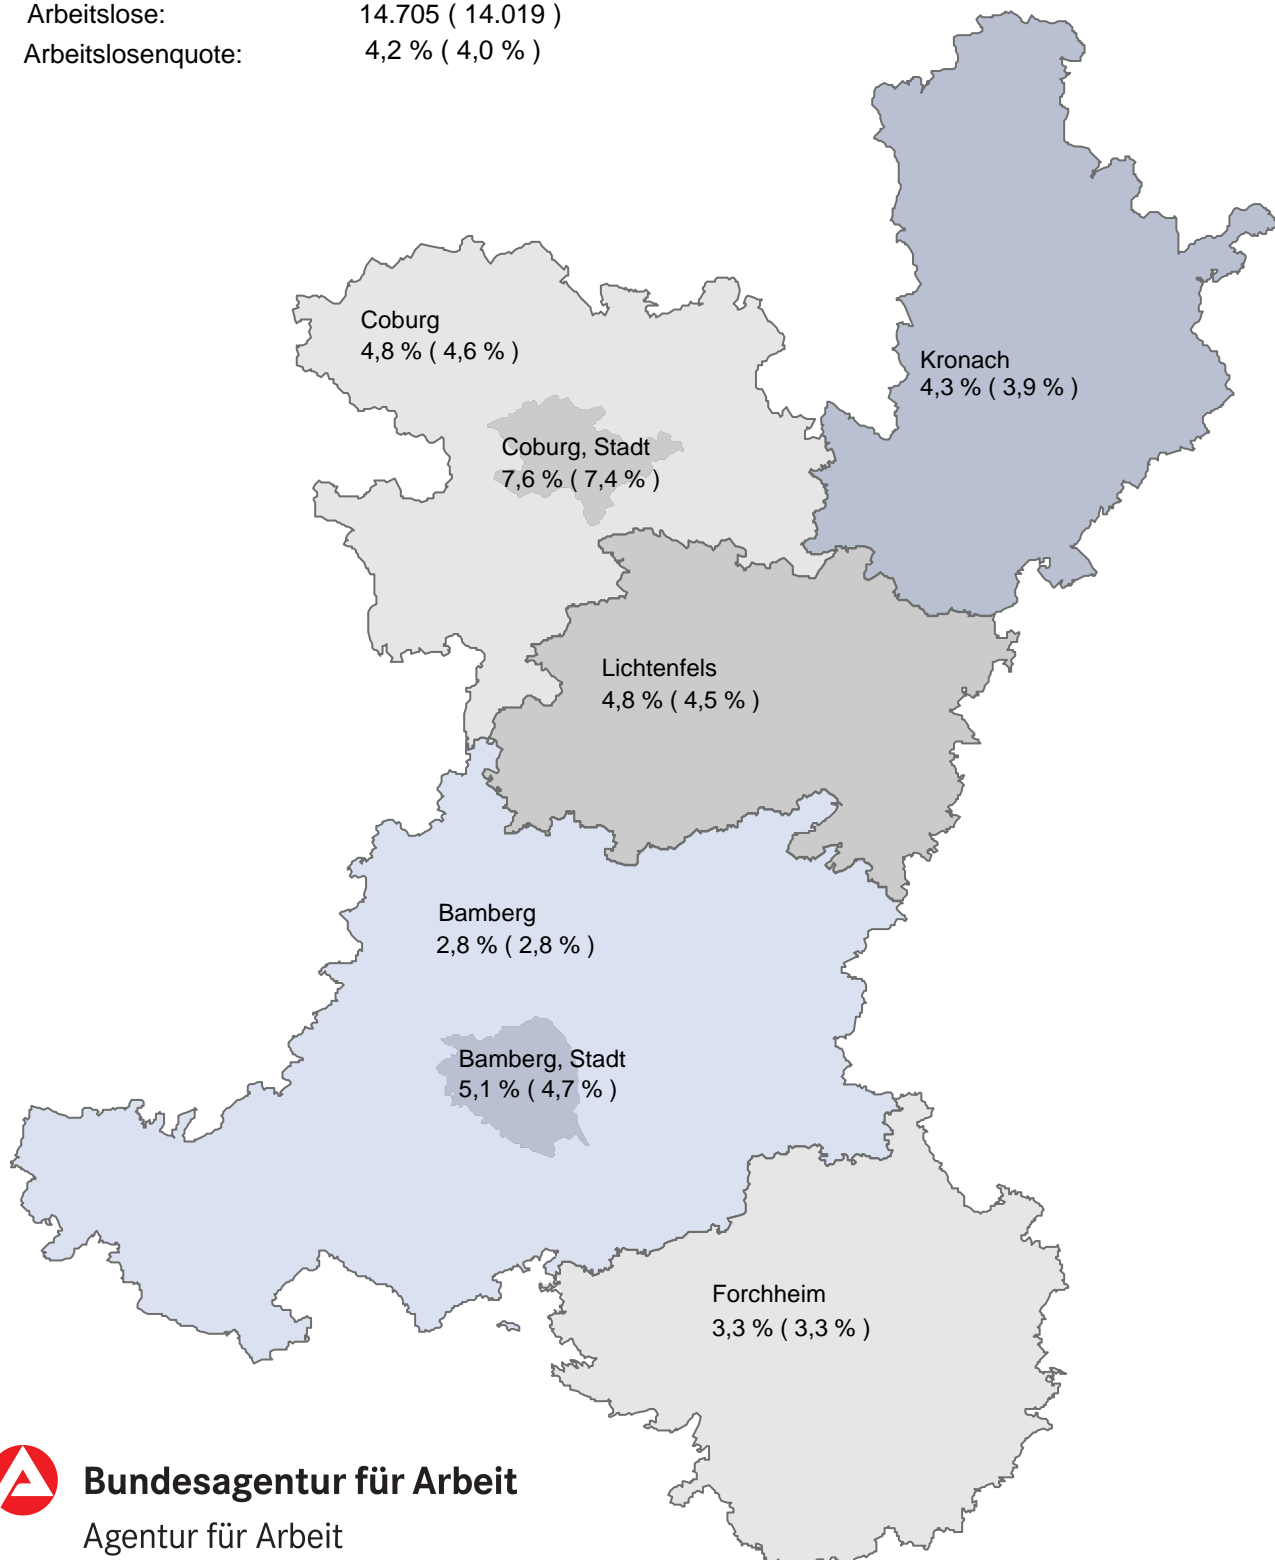 Arbeitslose: 14.705 ( 14.019 )
Arbeitslosenquote: 4,2 % ( 4,0 % )
Coburg
4,8 % ( 4,6 % )
Kronach
4,3 % ( 3,9 % )
Coburg, Stadt
7,6 % ( 7,4 % )
Lichtenfels
4,8 % ( 4,5 % )
Bamberg
2,8 % ( 2,8 % )
Bamberg, Stadt
5,1 % ( 4,7 % )
Forchheim
3,3 % ( 3,3 % )
Bundesagentur für Arbeit
Agentur für Arbeit